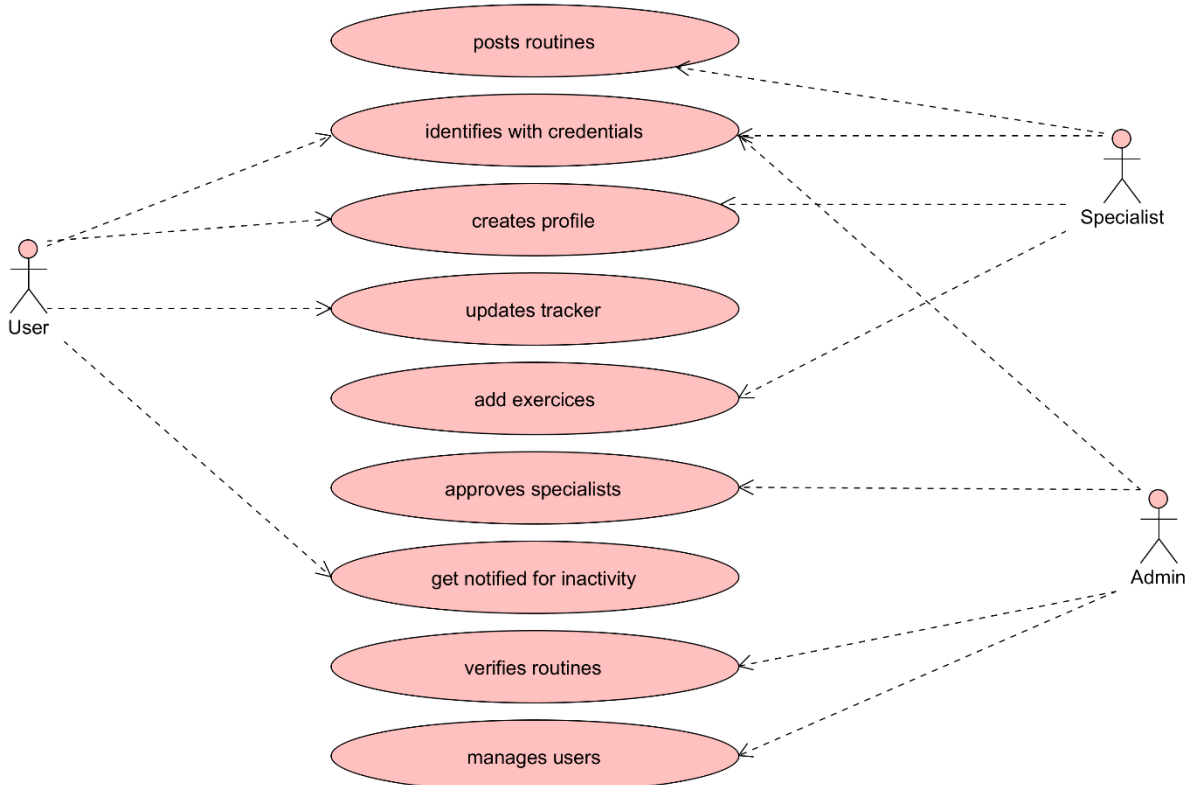 posts routines
identifies with credentials
creates profile
Specialist
updates tracker
User
add exercices
approves specialists
get notified for inactivity
Admin
verifies routines
manages users